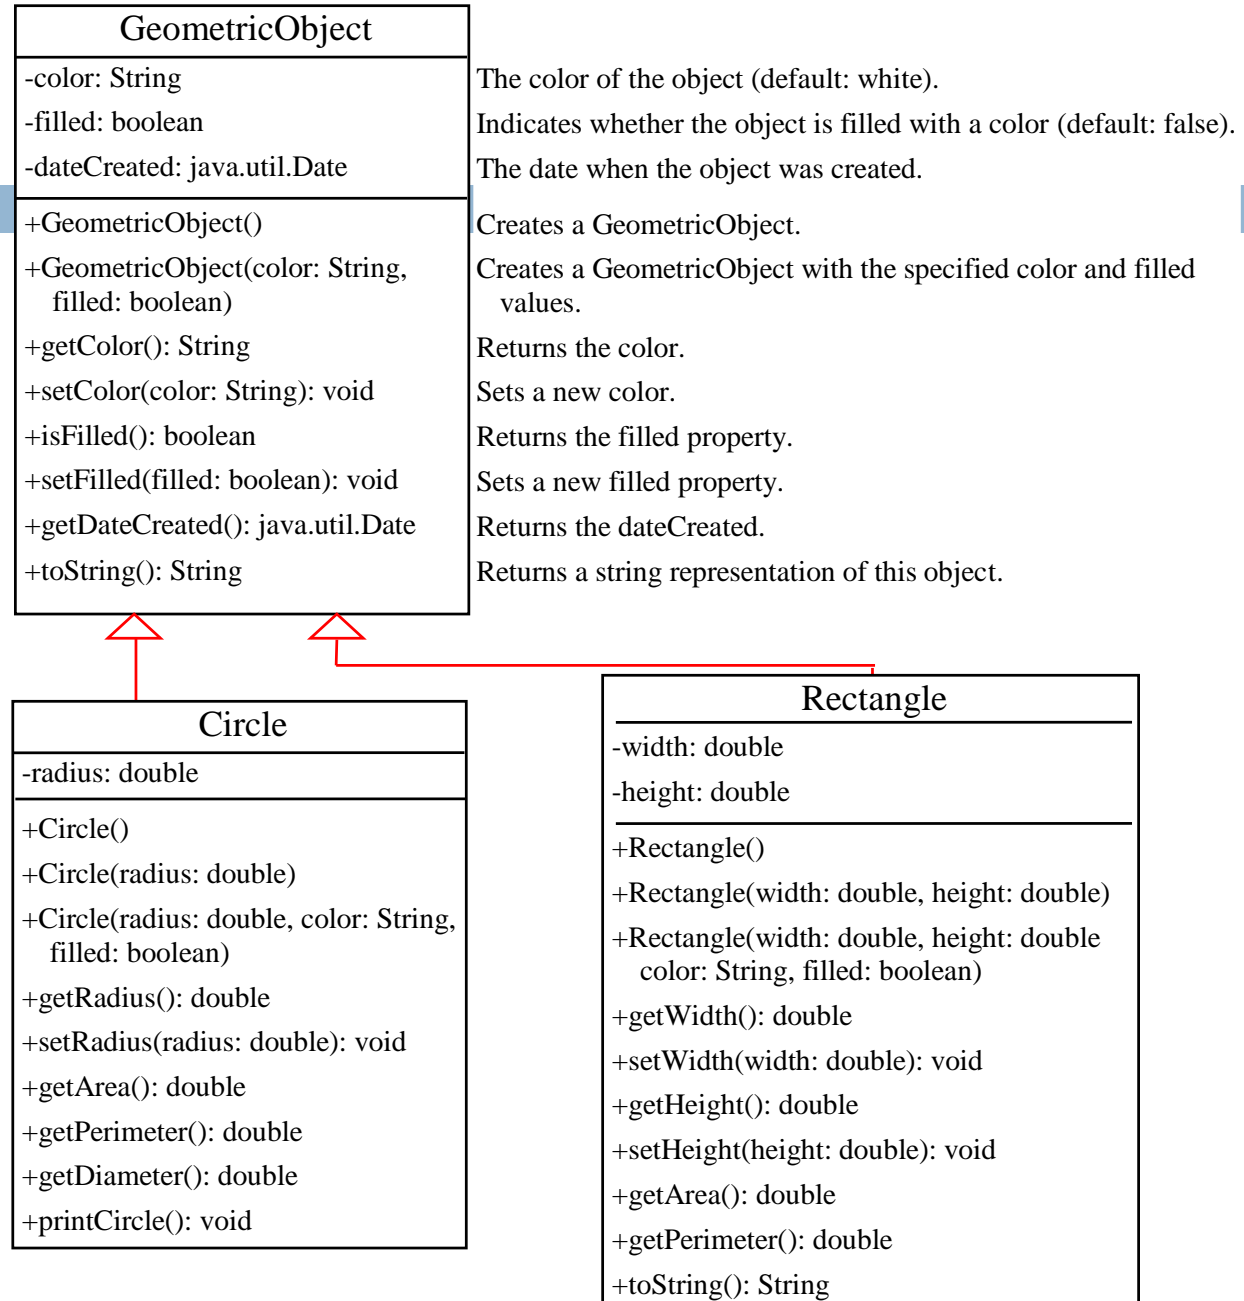 GeometricObject
-color: String
The color of the object (default: white).
-filled: boolean
Indicates whether the object is filled with a color (default: false).
-dateCreated: java.util.Date
The date when the object was created.
+GeometricObject()
Creates a GeometricObject.
+GeometricObject(color: String,
filled: boolean)
Creates a GeometricObject with the specified color and filled
values.
+getColor(): String
Returns the color.
+setColor(color: String): void
Sets a new color.
+isFilled(): boolean
Returns the filled property.
+setFilled(filled: boolean): void
Sets a new filled property.
+getDateCreated(): java.util.Date
Returns the dateCreated.
+toString(): String
Returns a string representation of this object.
Circle
-radius: double
+Circle()
+Circle(radius: double)
+Circle(radius: double, color: String,
filled: boolean)
+getRadius(): double
+setRadius(radius: double): void
+getArea(): double
+getPerimeter(): double
+getDiameter(): double
+printCircle(): void
Rectangle
-width: double
-height: double
+Rectangle()
+Rectangle(width: double, height: double)
+Rectangle(width: double, height: double
color: String, filled: boolean)
+getWidth(): double
+setWidth(width: double): void
+getHeight(): double
+setHeight(height: double): void
+getArea(): double
+getPerimeter(): double
+toString(): String